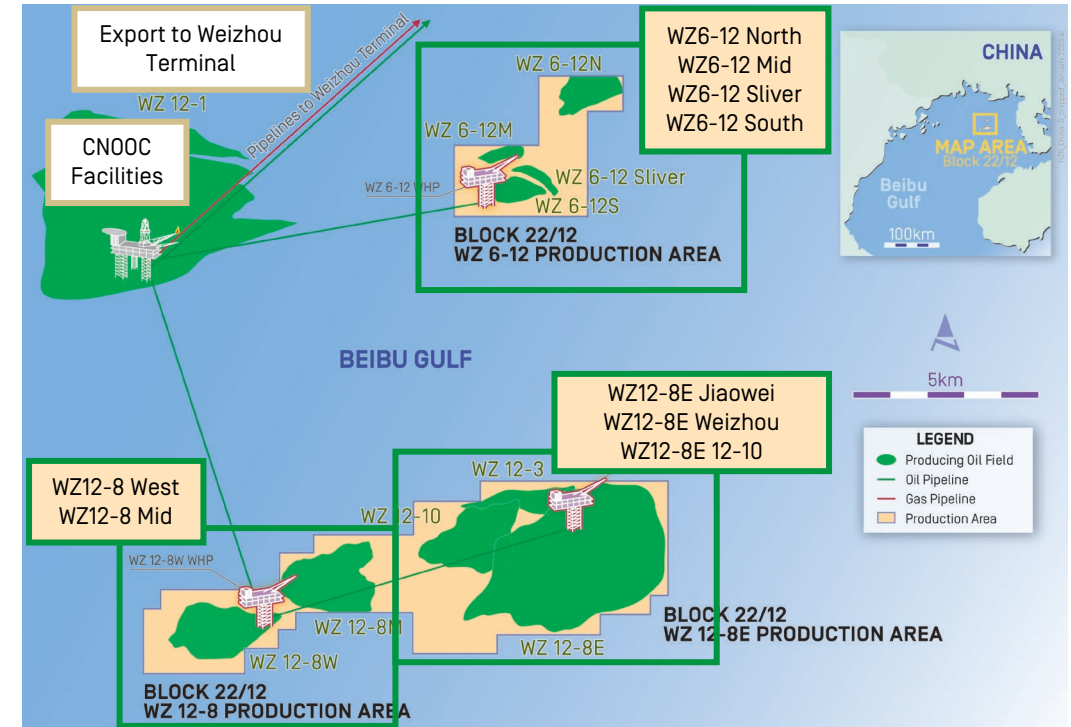 Export to Weizhou
Terminal
WZ 12-1
CNOOC
Facilities
Pipelines to Weizhou Terminal
WZ 6-12N
WZ 6-12M
WZ 6-12 WHP
WZ 6-12 Sliver
WZ 6-12S
BLOCK 22/12
WZ 6-12 PRODUCTION AREA
WZ6-12 North
WZ6-12 Mid
WZ6-12 Sliver
WZ6-12 South
CHINA
MAP AREA
Block 22/12
Beibu
Gulf
100km
BEIBU GULF
5km
LEGEND
Producing Oil Field
Oil Pipeline
Gas Pipeline
Production Area
WZ12-8E Jiaowei
WZ12-8E Weizhou
WZ12-8E 12-10
WZ12-8 West
WZ12-8 Mid
WZ 12-3
WZ 12-10
WZ 12-8W WHP
WZ 12-8M
WZ 12-8W
WZ 12-8E
BLOCK 22/12
WZ 12-8E PRODUCTION AREA
BLOCK 22/12
WZ 12-8 PRODUCTION AREA